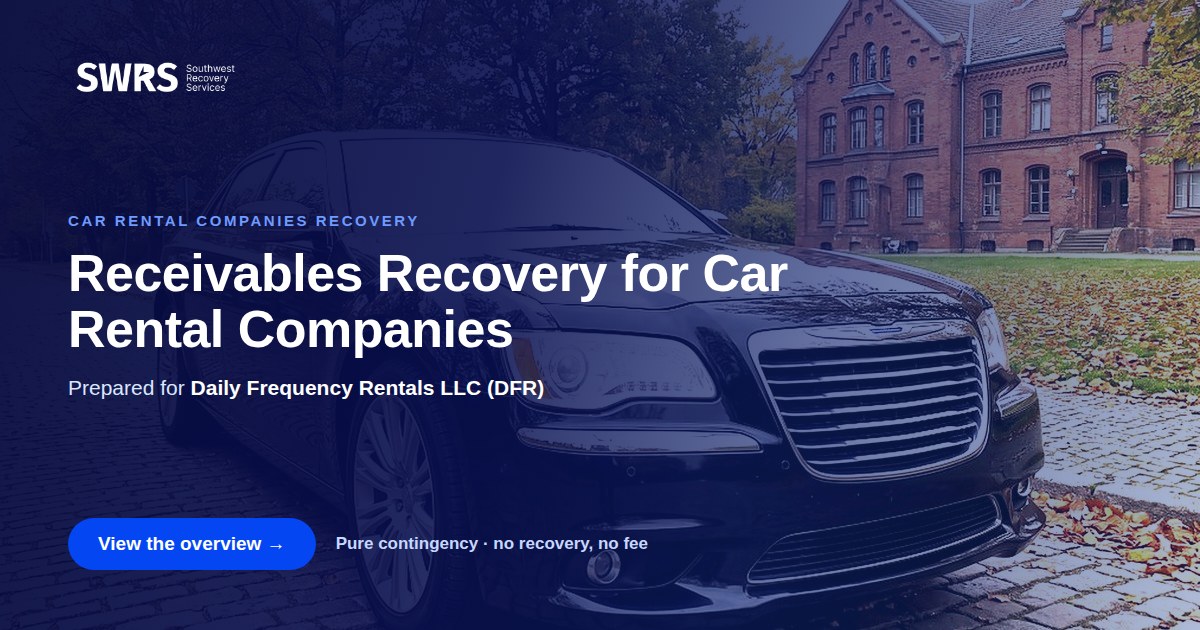 SWRS
Southwest
Recovery
Services
CAR RENTAL COMPANIES RECOVERY
Receivables Recovery for Car
Rental Companies
Prepared for Daily Frequency Rentals LLC (DFR)
View the overview →
Pure contingency · no recovery, no fee